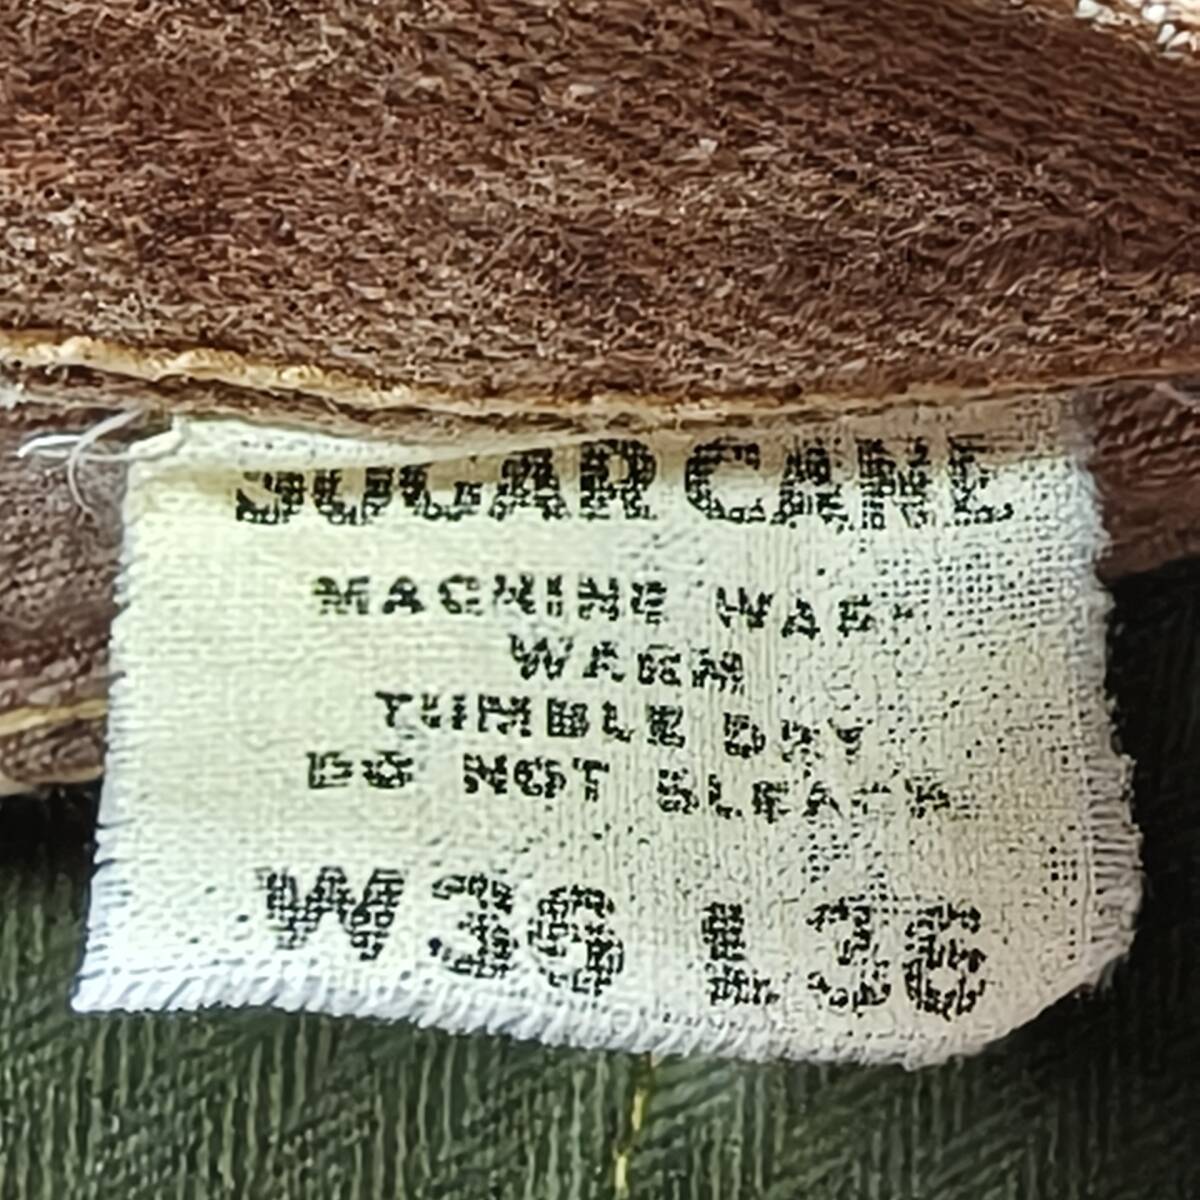 SUGAR CANE
MACHINE WASH
WARM
TUMBLE DRY
DO NOT BLEACH
W36 L36